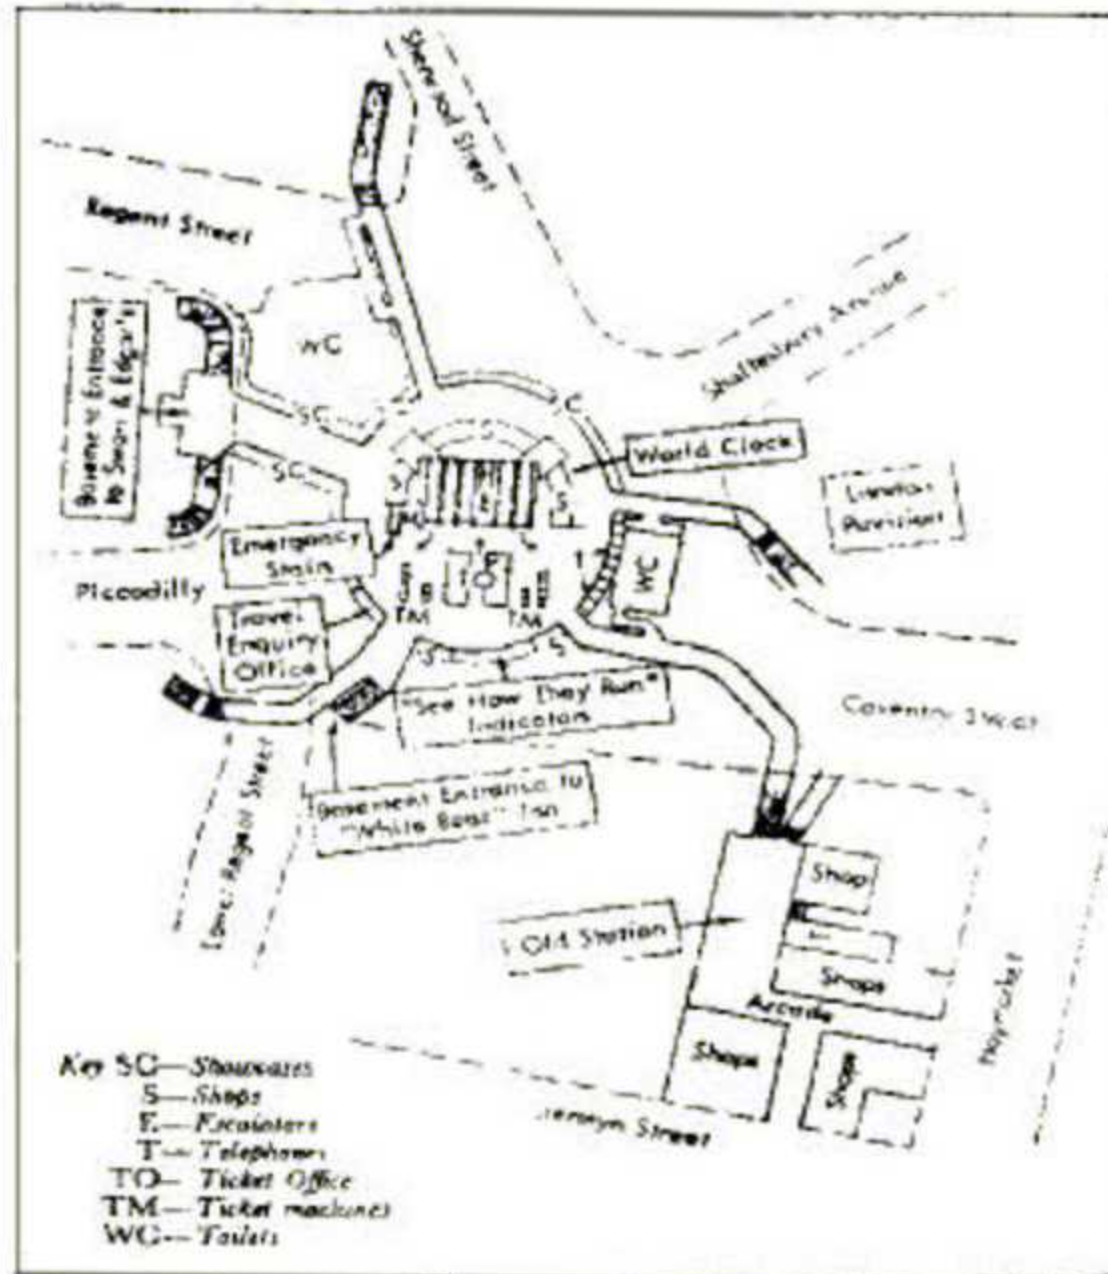 Sherwood Street
Regent Street
Shaftesbury Avenue
Basement Entrance
to Swan & Edgar's
WC
SC
C
World Clock
SC
S
S
S
E
London
Pavilion
Emergency
Stairs
T
WC
Piccadilly
TM
TM
Travel
Enquiry
Office
S
S
"See How They Run"
Indicators
Coventry Street
Lower Regent Street
Basement Entrance to
"White Bear" Inn
Shop
Old Station
Shops
Arcade
Haymarket
Shops
Shops
Jermyn Street
Key SC—Showcases
S—Shops
E—Escalators
T—Telephones
TO—Ticket Office
TM—Ticket machines
WC—Toilets